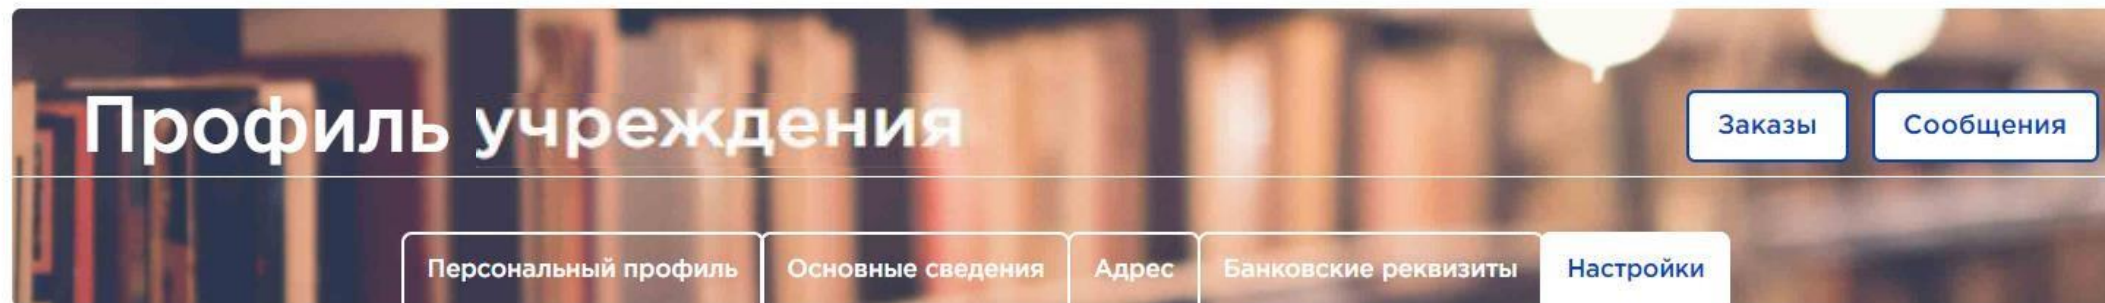 Профиль учреждения
Заказы
Сообщения
Персональный профиль
Основные сведения
Адрес
Банковские реквизиты
Настройки